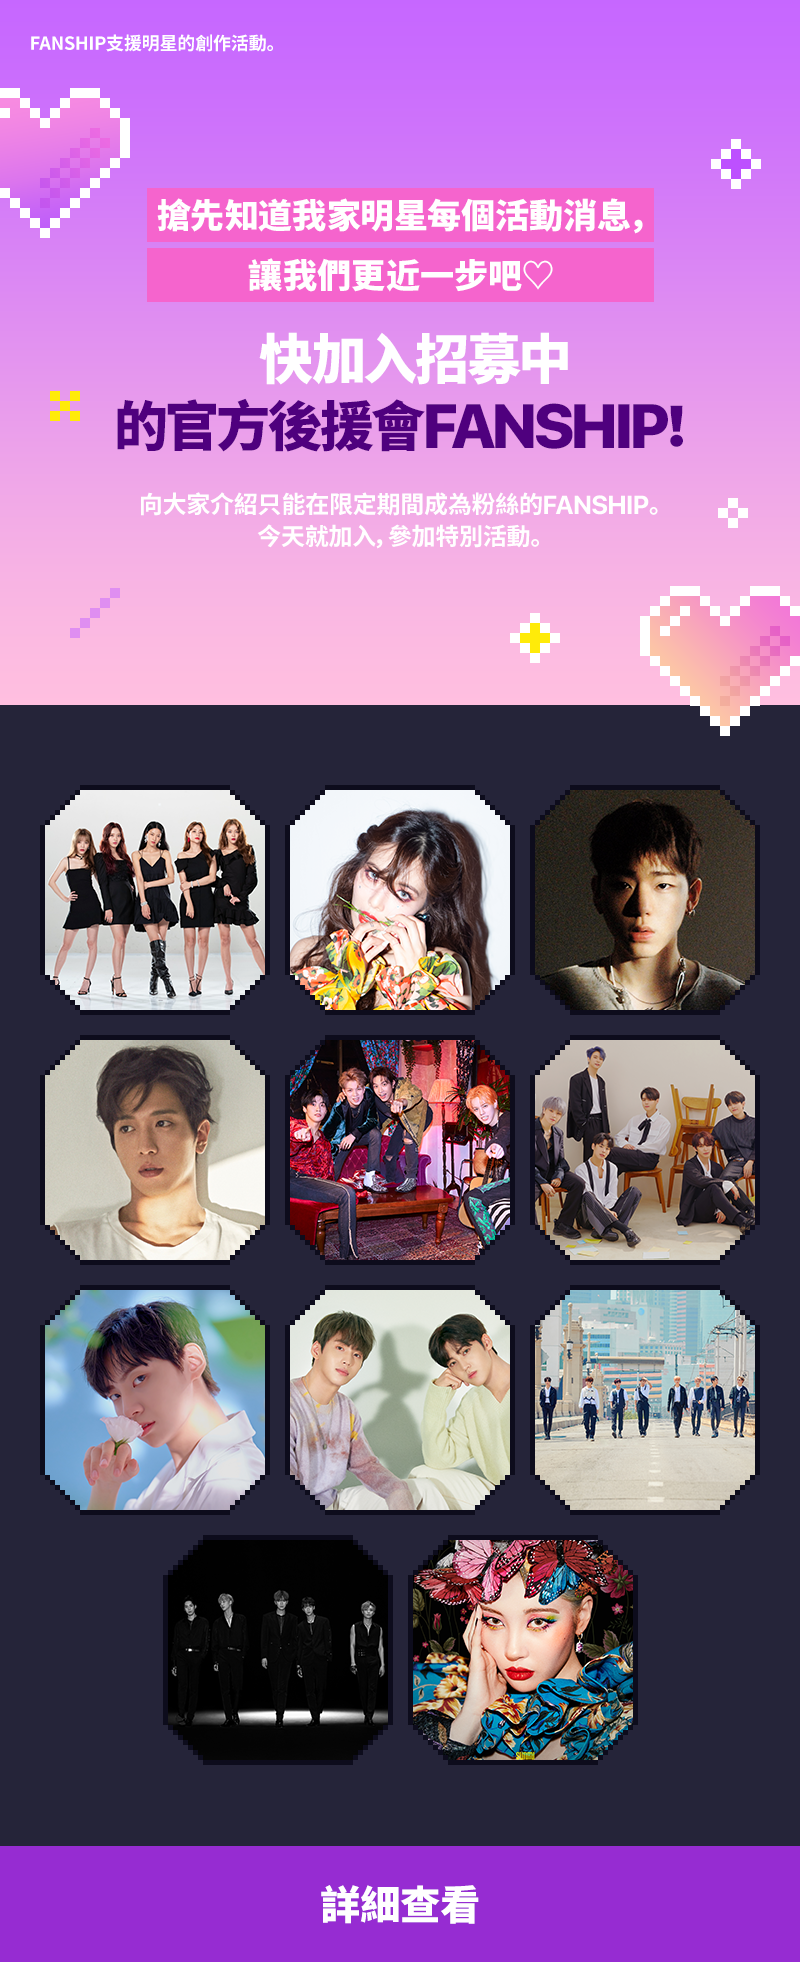 FANSHIP支援明星的創作活動。
搶先知道我家明星每個活動消息，
讓我們更近一步吧♡
快加入招募中
的官方後援會FANSHIP!
向大家介紹只能在限定期間成為粉絲的FANSHIP。
今天就加入，參加特別活動。
詳細查看